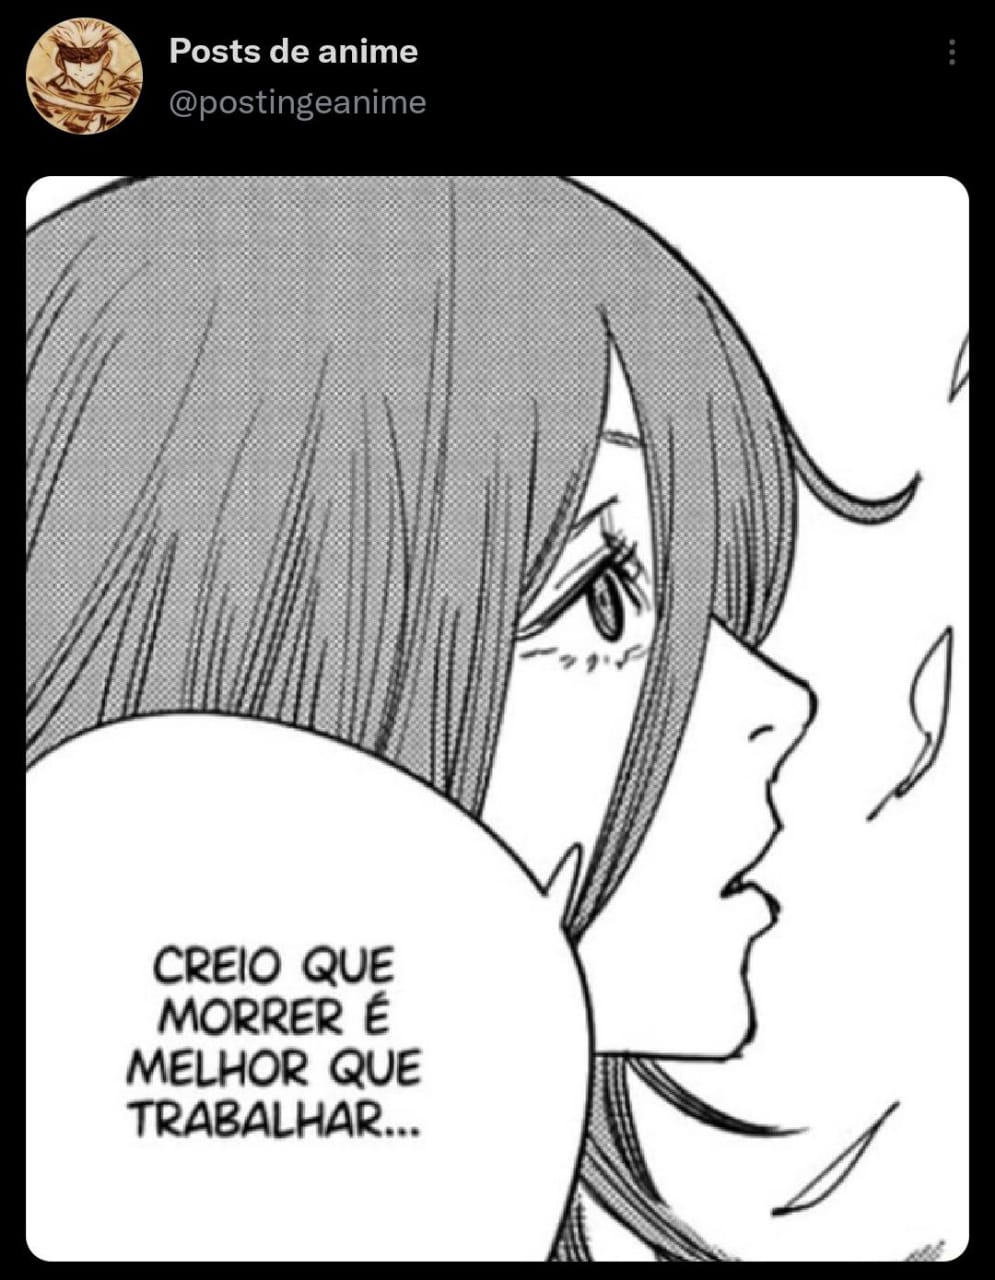 Posts de anime
@postingeanime
CREIO QUE
MORRER É
MELHOR QUE
TRABALHAR...